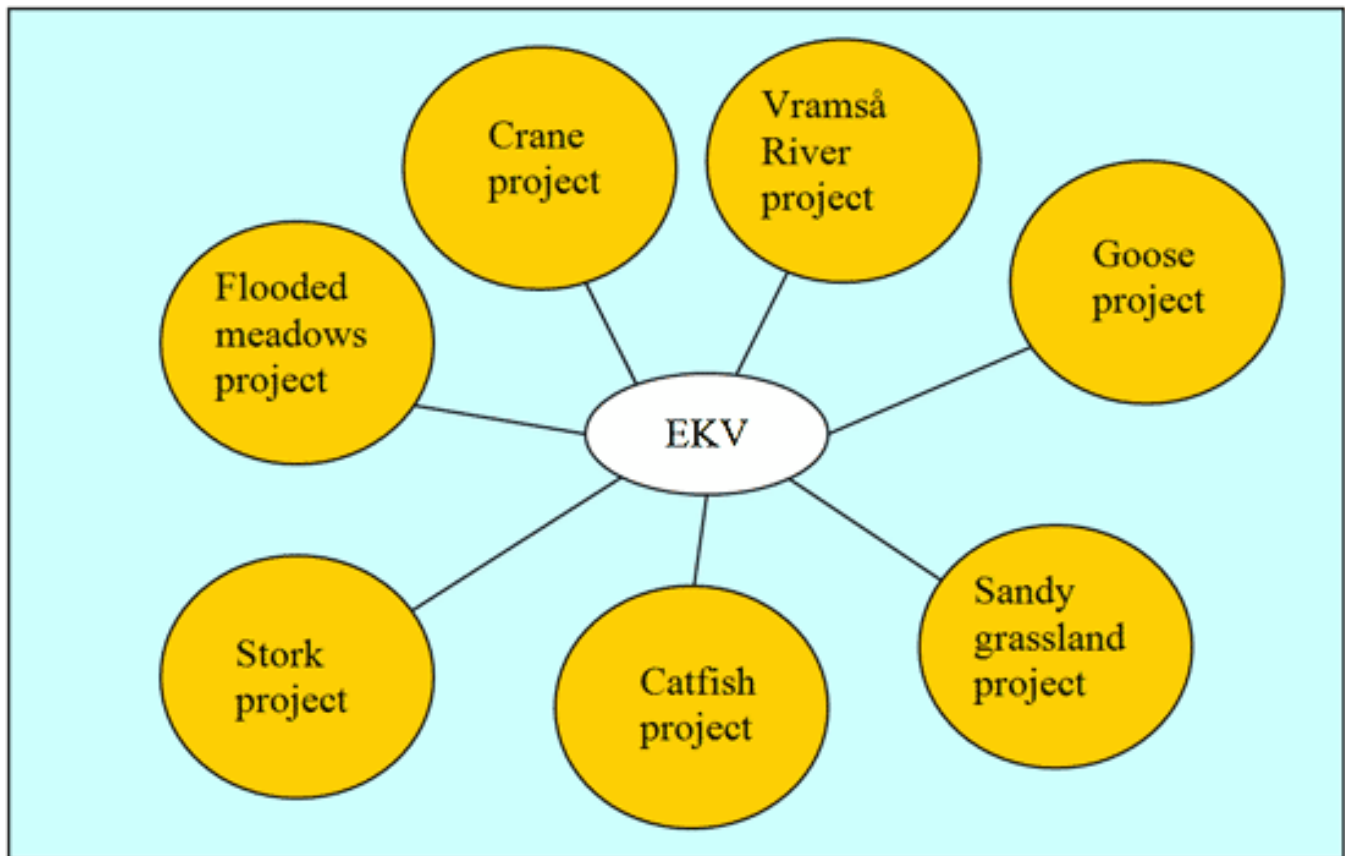 Crane
project
Vramså
River
project
Goose
project
Flooded
meadows
project
EKV
Stork
project
Catfish
project
Sandy
grassland
project